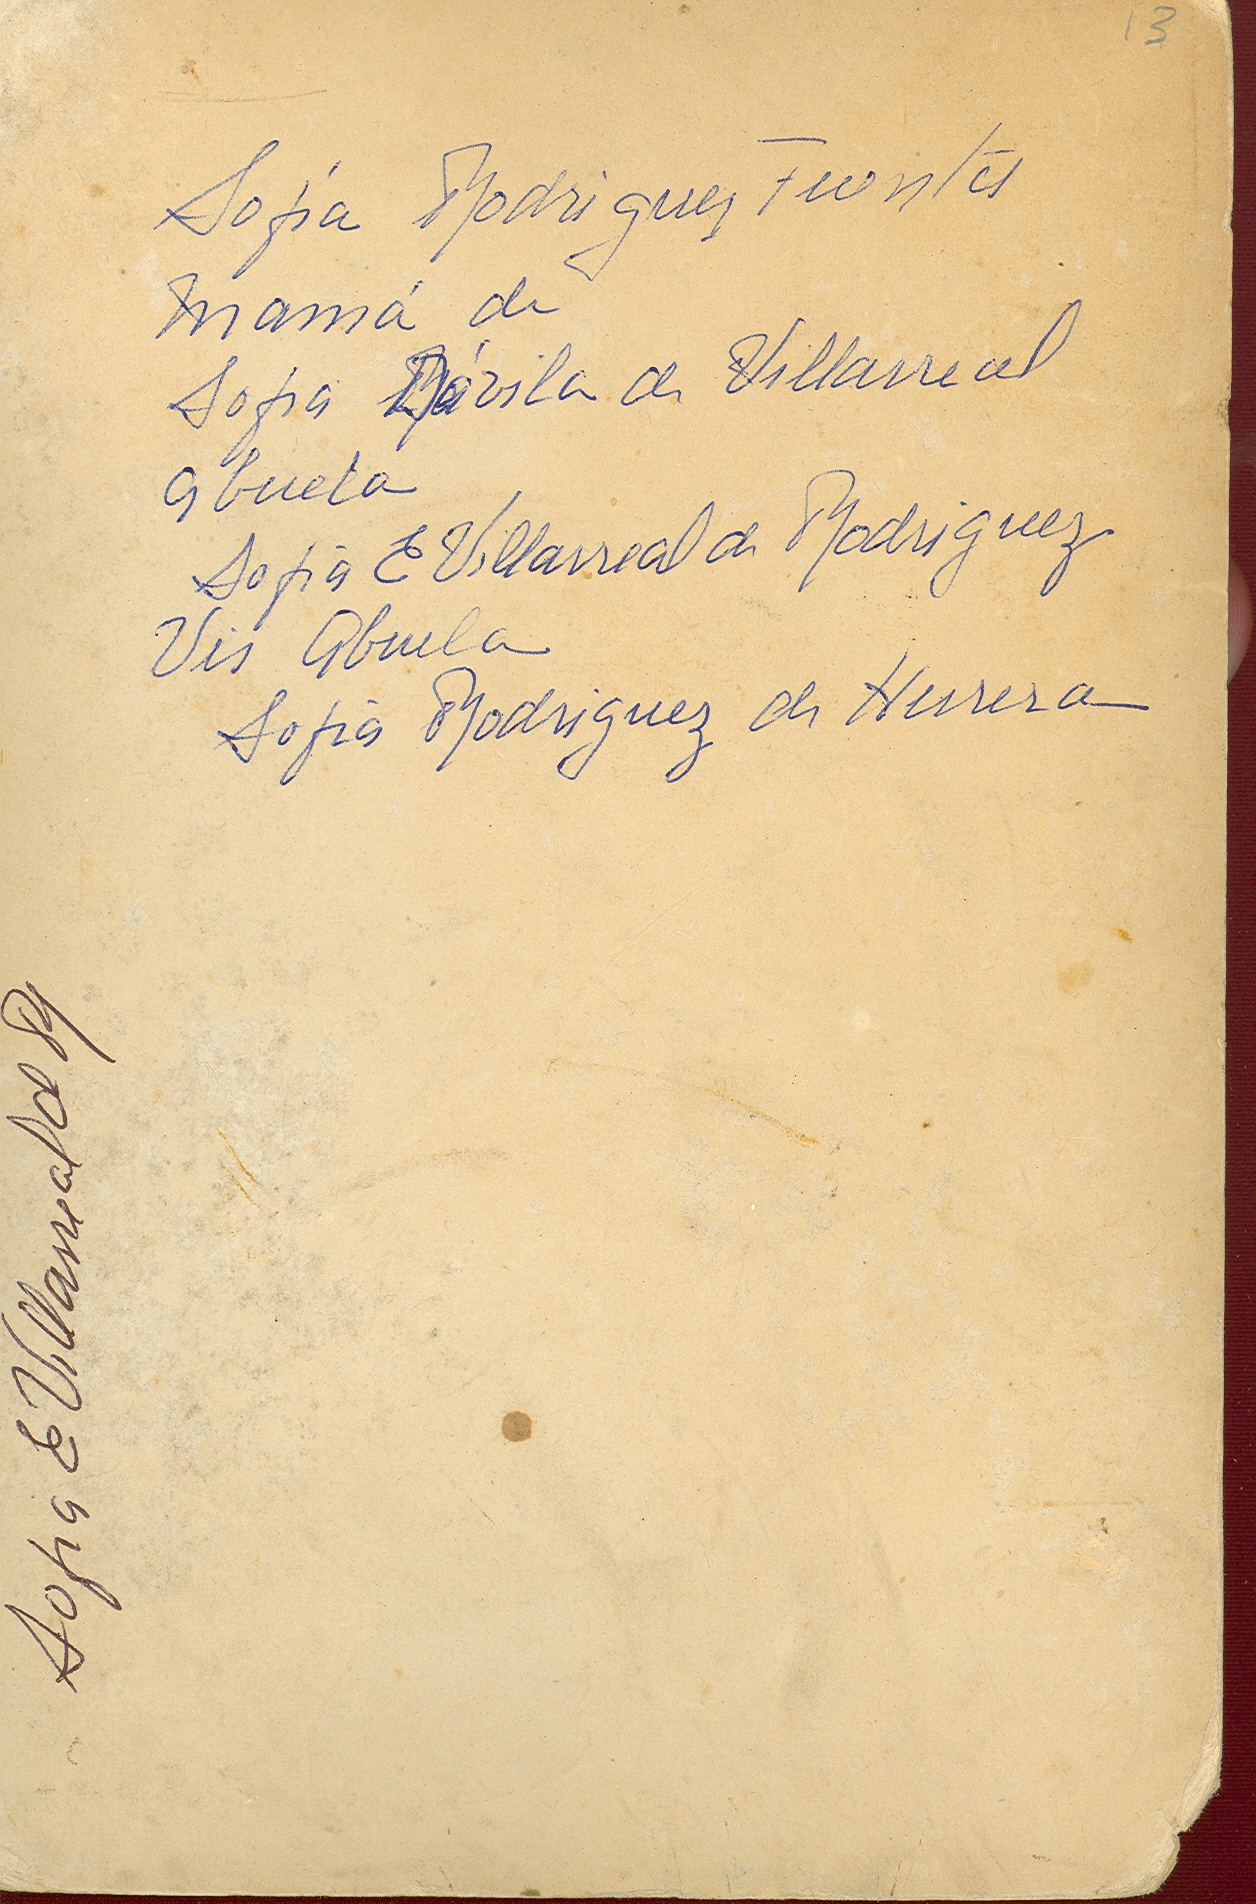 13
Sofía Rodriguez Fuentes
Mamá de
Sofia Dávila de Villarreal
Abuela
Sofia E Villarreal de Rodriguez
Vis Abuela
Sofia Rodriguez de Herrera
Sofia E Villarreal de R